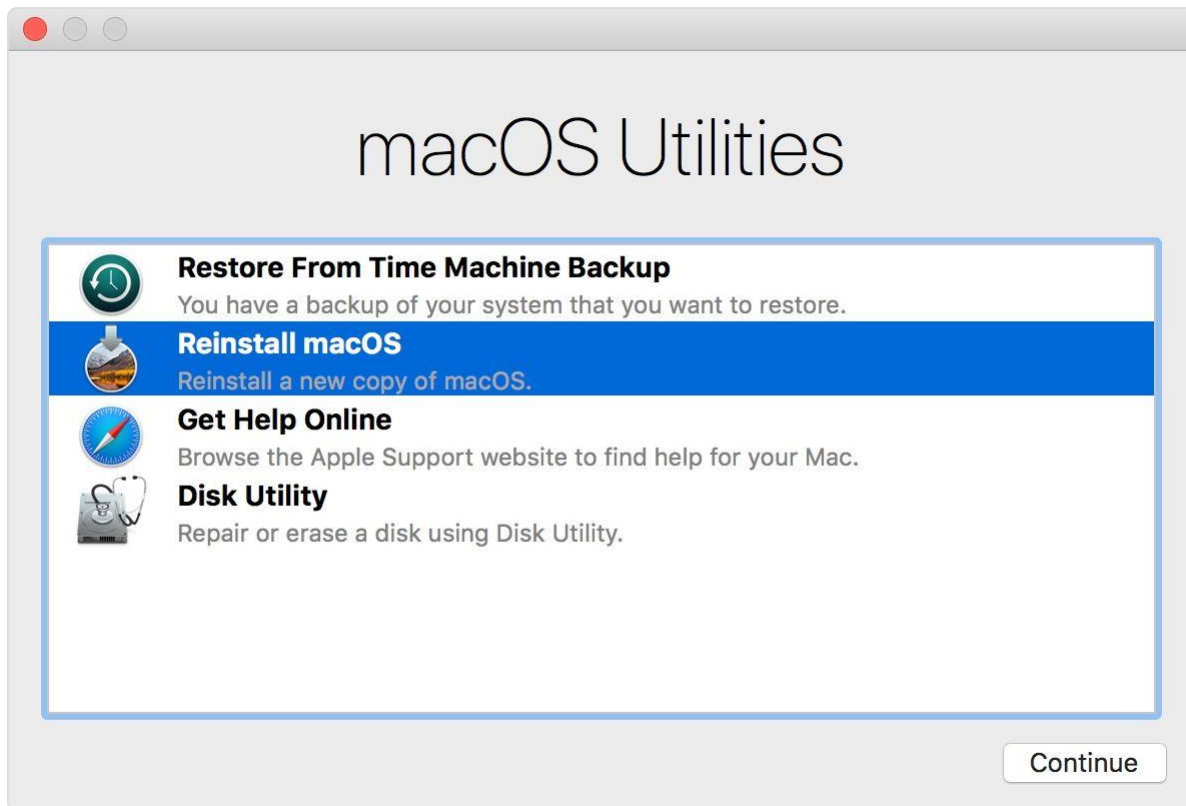 macOS Utilities
Restore From Time Machine Backup
You have a backup of your system that you want to restore.
Reinstall macOS
Reinstall a new copy of macOS.
Get Help Online
Browse the Apple Support website to find help for your Mac.
Disk Utility
Repair or erase a disk using Disk Utility.
Continue